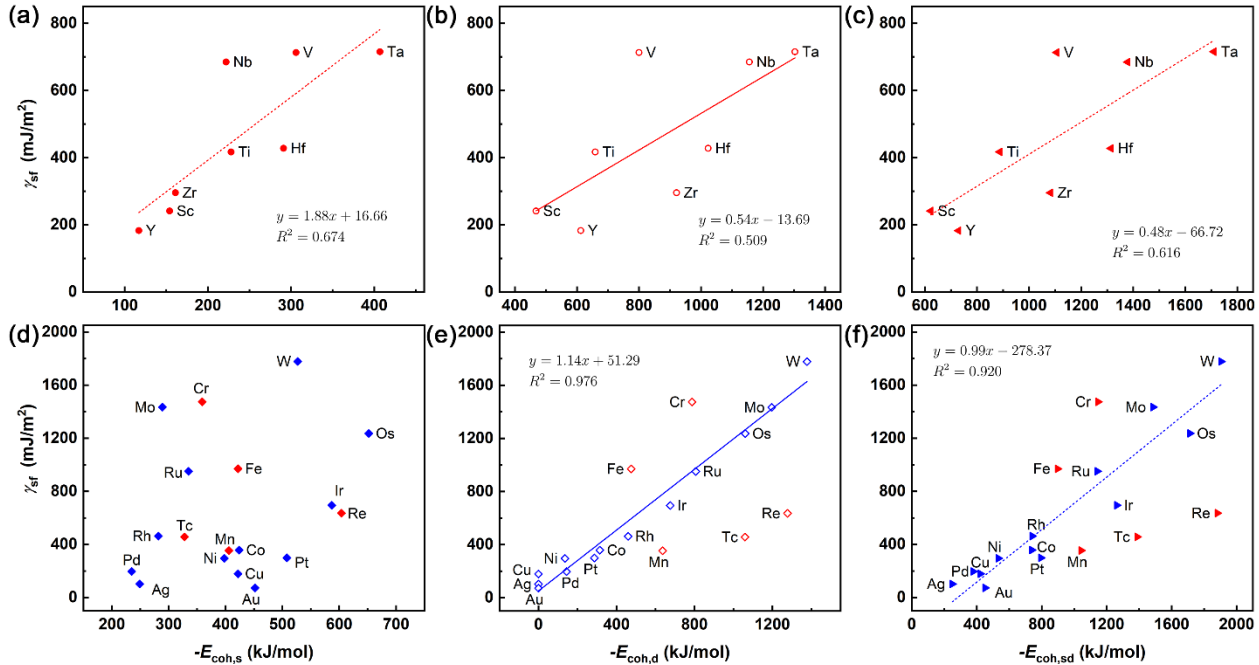 (a)
800
600
400
200
0
γsf (mJ/m²)
100
200
300
400
Nb
V
Ta
Ti
Hf
Zr
Sc
Y
y = 1.88x + 16.66
R² = 0.674
(b)
400
600
800
1000
1200
1400
V
Nb
Ta
Ti
Hf
Zr
Sc
Y
y = 0.54x − 13.69
R² = 0.509
(c)
600
800
1000
1200
1400
1600
1800
V
Nb
Ta
Ti
Hf
Zr
Sc
Y
y = 0.48x − 66.72
R² = 0.616
(d)
2000
1600
1200
800
400
0
γsf (mJ/m²)
W
Cr
Mo
Os
Ru
Fe
Ir
Re
Rh
Tc
Mn
Ni
Co
Pt
Pd
Cu
Ag
Au
200
300
400
500
600
700
-Ecoh,s (kJ/mol)
(e)
y = 1.14x + 51.29
R² = 0.976
W
Cr
Mo
Os
Fe
Ru
Ir
Re
Rh
Tc
Ni
Co
Mn
Pt
Cu
Pd
Ag
Au
0
400
800
1200
-Ecoh,d (kJ/mol)
(f)
y = 0.99x − 278.37
R² = 0.920
W
Cr
Mo
Os
Fe
Ru
Ir
Re
Rh
Tc
Ni
Co
Mn
Pt
Pd
Cu
Ag
Au
0
400
800
1200
1600
2000
-Ecoh,sd (kJ/mol)